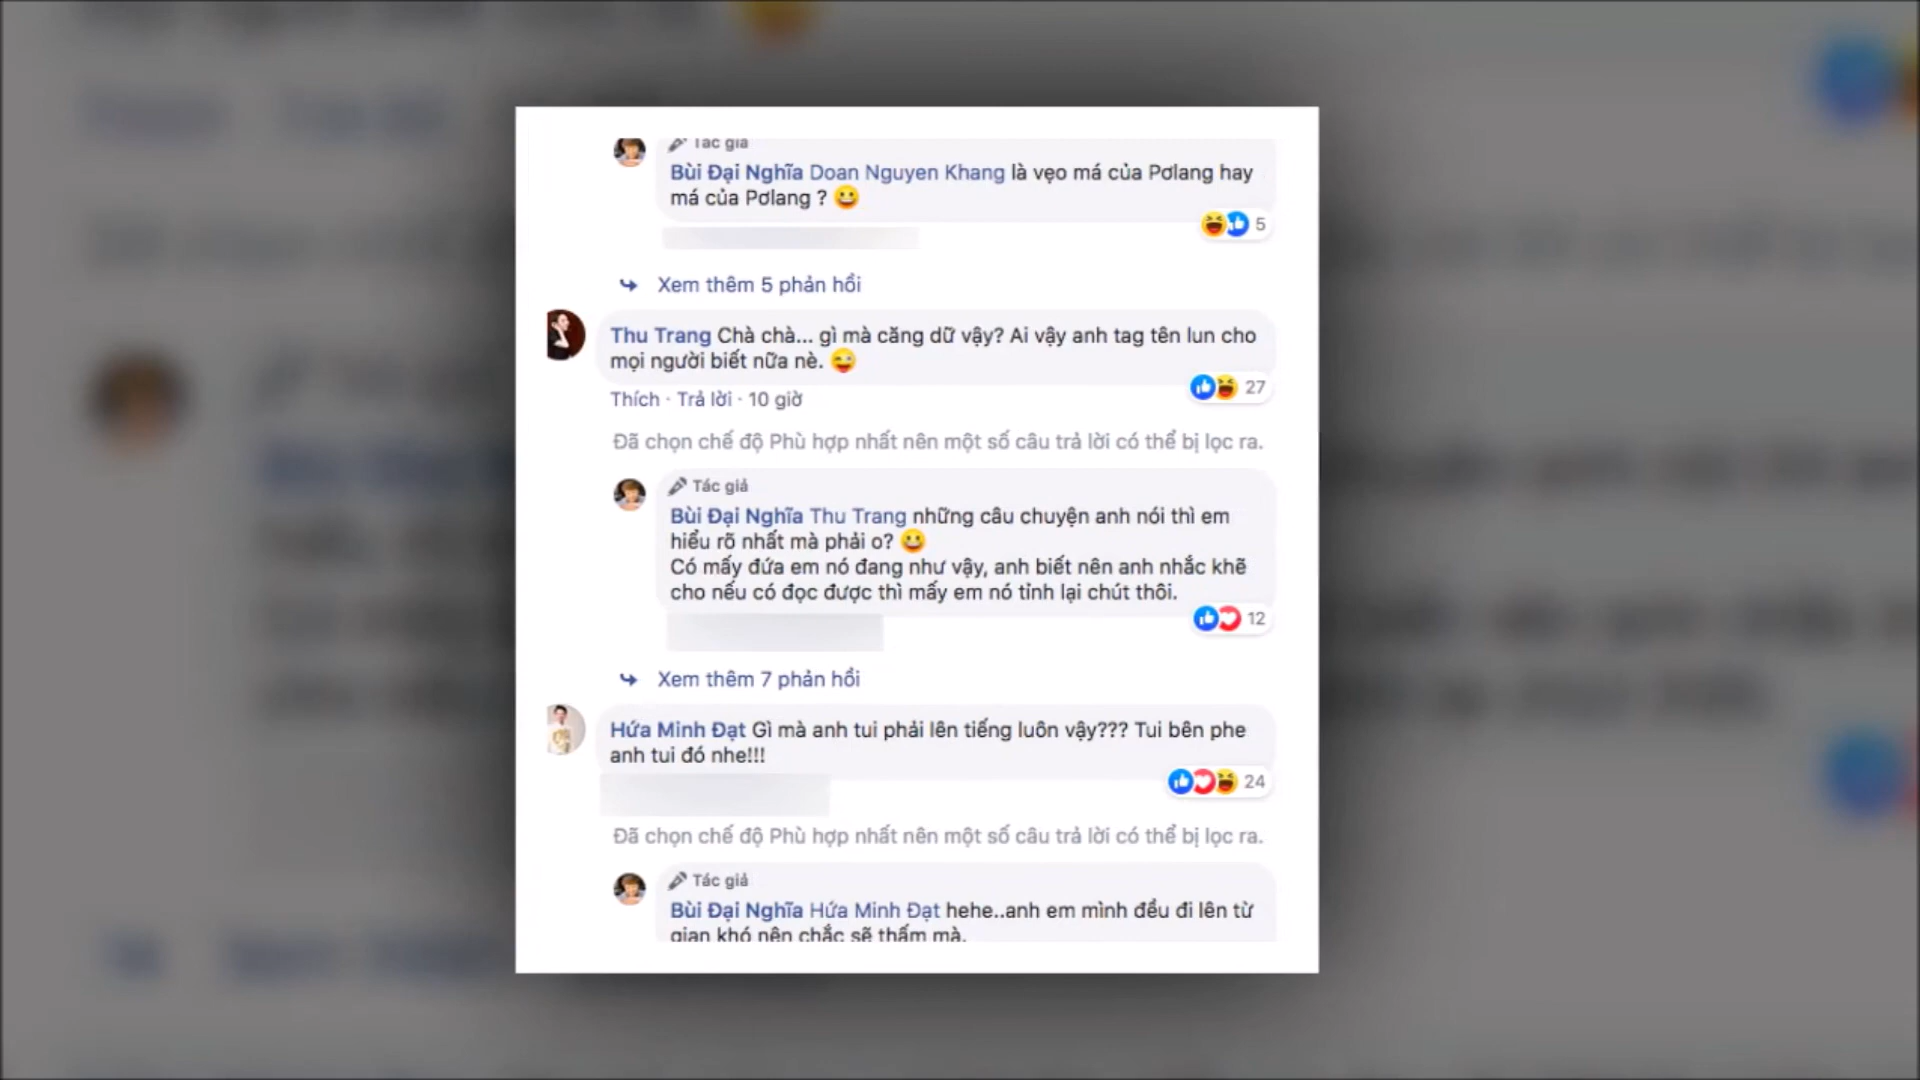 Tác giả
Bùi Đại Nghĩa Doan Nguyen Khang là vẹo má của Pơlang hay
má của Pơlang ? 😀
5
Xem thêm 5 phản hồi
Thu Trang Chà chà... gì mà căng dữ vậy? Ai vậy anh tag tên lun cho
mọi người biết nữa nè. 😜
27
Thích · Trả lời · 10 giờ
Đã chọn chế độ Phù hợp nhất nên một số câu trả lời có thể bị lọc ra.
Tác giả
Bùi Đại Nghĩa Thu Trang những câu chuyện anh nói thì em
hiểu rõ nhất mà phải o? 😀
Có mấy đứa em nó đang như vậy, anh biết nên anh nhắc khẽ
cho nếu có đọc được thì mấy em nó tỉnh lại chút thôi.
12
Xem thêm 7 phản hồi
Hứa Minh Đạt Gì mà anh tui phải lên tiếng luôn vậy??? Tui bên phe
anh tui đó nhe!!!
24
Đã chọn chế độ Phù hợp nhất nên một số câu trả lời có thể bị lọc ra.
Tác giả
Bùi Đại Nghĩa Hứa Minh Đạt hehe..anh em mình đều đi lên từ
gian khó nên chắc sẽ thấm mà.